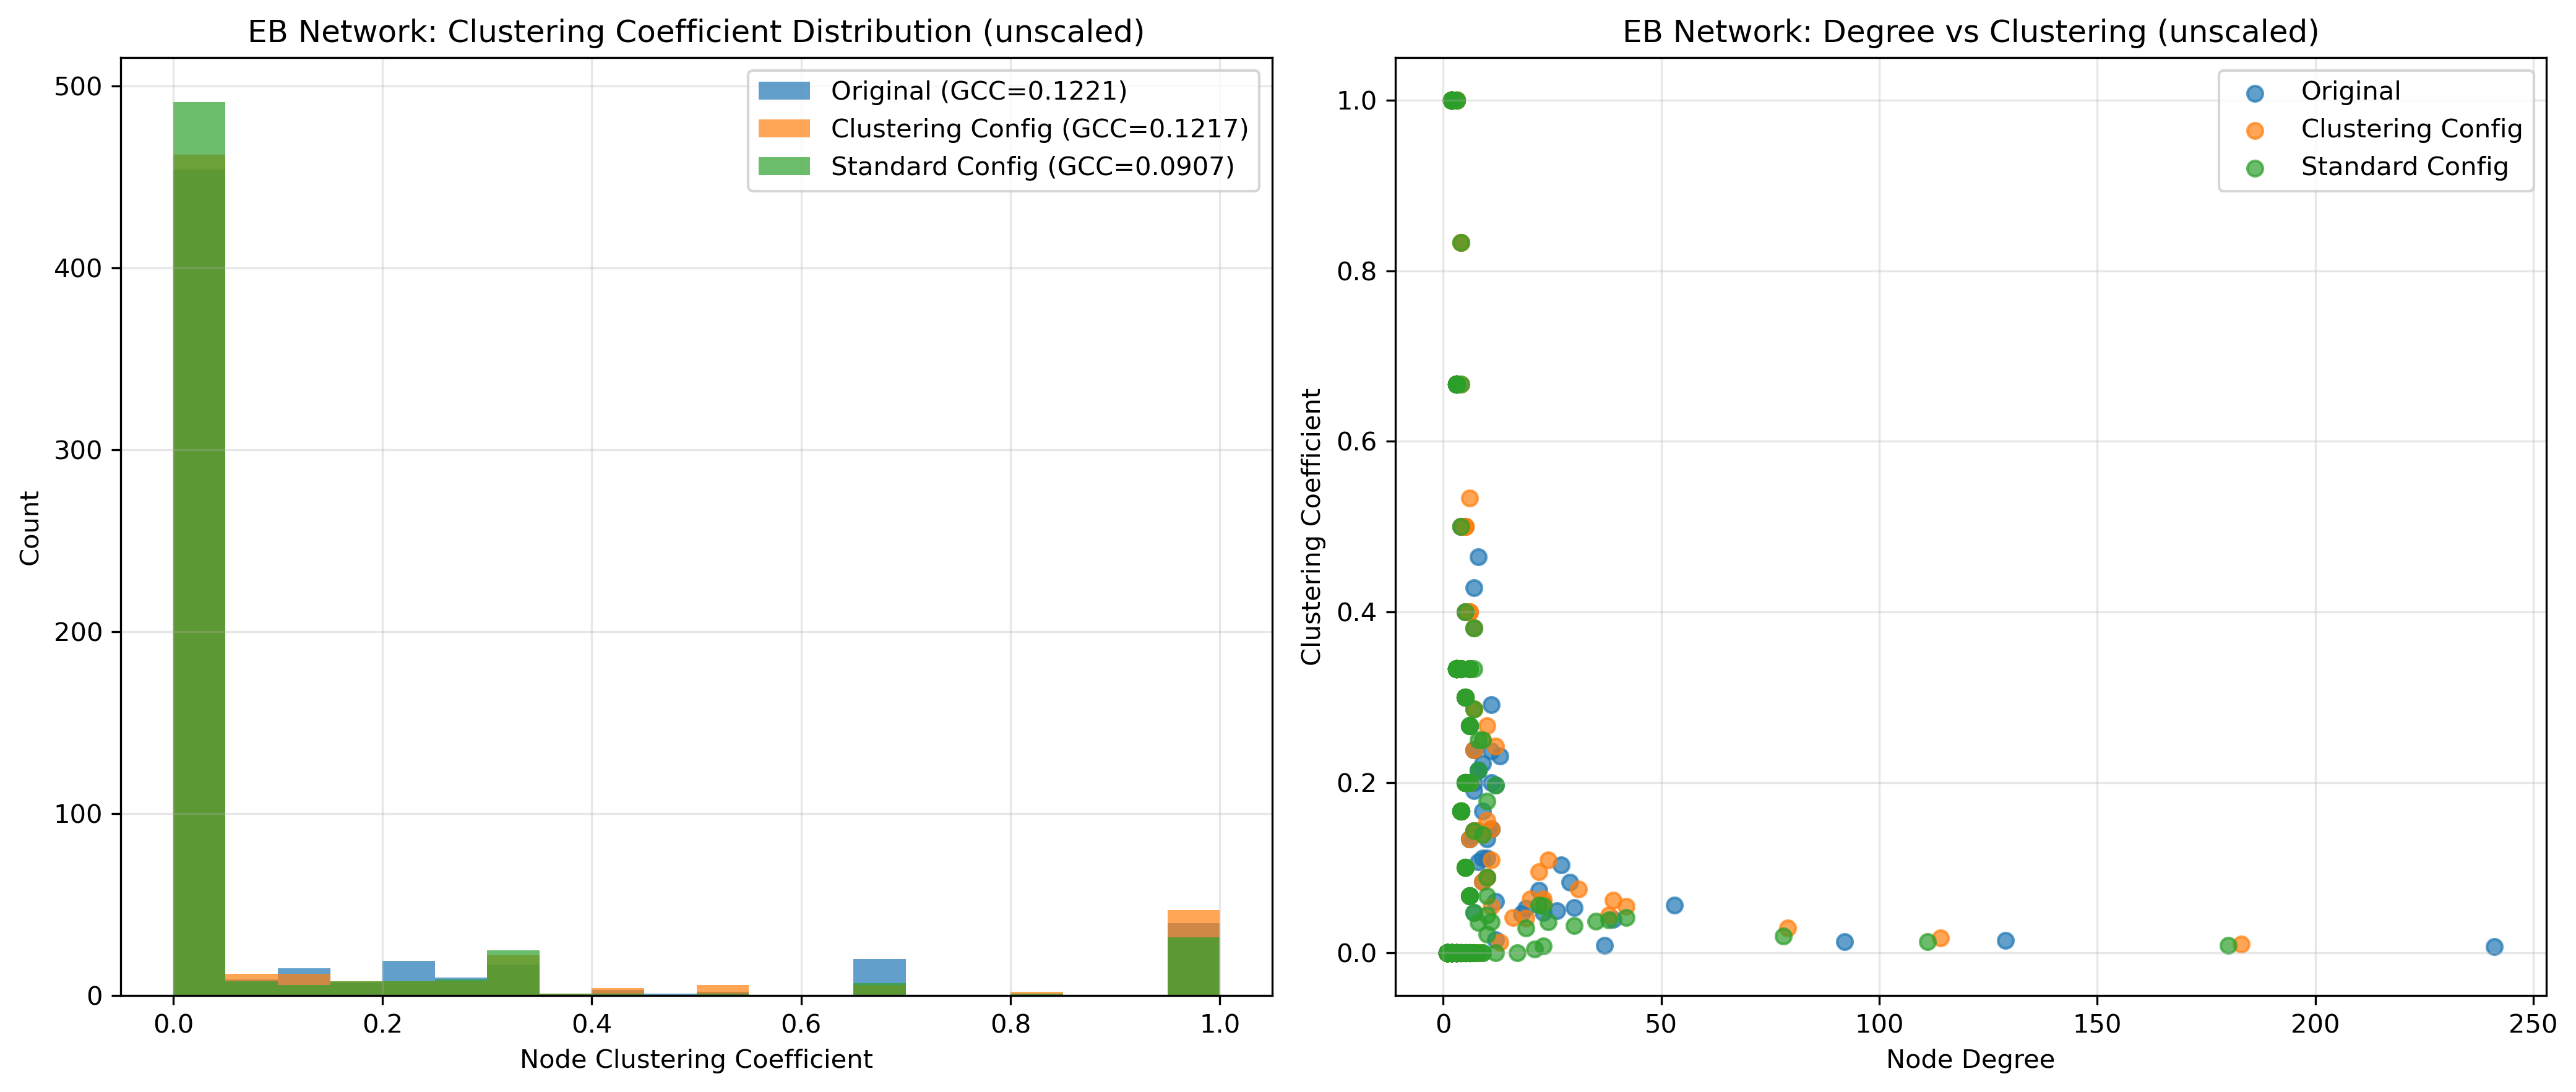 EB Network: Clustering Coefficient Distribution (unscaled)
Original (GCC=0.1221)
Clustering Config (GCC=0.1217)
Standard Config (GCC=0.0907)
500
400
300
200
100
0
Count
0.0 0.2 0.4 0.6 0.8 1.0
Node Clustering Coefficient
EB Network: Degree vs Clustering (unscaled)
Original
Clustering Config
Standard Config
1.0
0.8
0.6
0.4
0.2
0.0
Clustering Coefficient
0 50 100 150 200 250
Node Degree